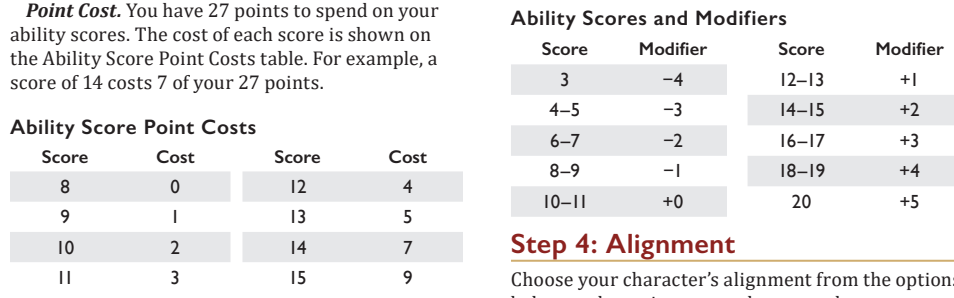 Point Cost. You have 27 points to spend on your
ability scores. The cost of each score is shown on
the Ability Score Point Costs table. For example, a
score of 14 costs 7 of your 27 points.
Ability Score Point Costs
Score Cost Score Cost
8 0 12 4
9 1 13 5
10 2 14 7
11 3 15 9
Ability Scores and Modifiers
Score Modifier Score Modifier
3 −4 12–13 +1
4–5 −3 14–15 +2
6–7 −2 16–17 +3
8–9 −1 18–19 +4
10–11 +0 20 +5
Step 4: Alignment
Choose your character’s alignment from the options